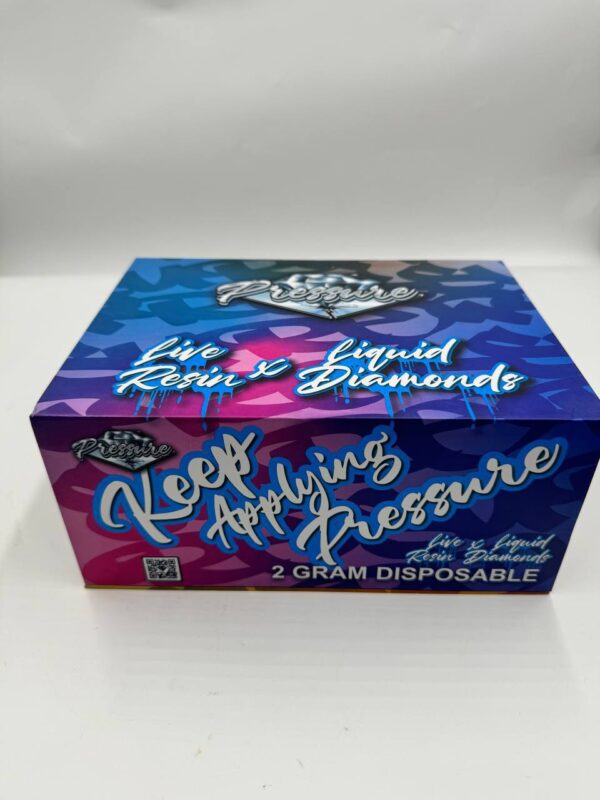 Pressure
Live Resin x Liquid Diamonds
Pressure
Keep Applying Pressure
Live Resin x Liquid Diamonds
2 GRAM DISPOSABLE